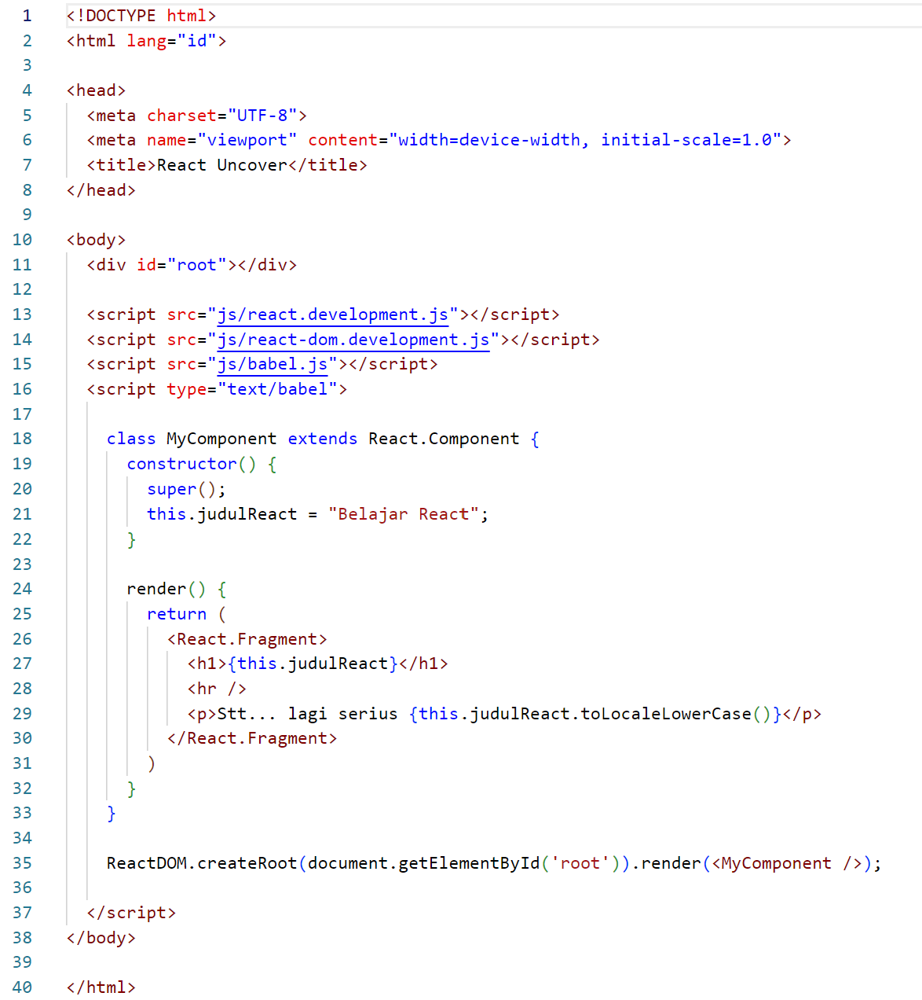 1 <!DOCTYPE html>
2 <html lang="id">
3
4 <head>
5   <meta charset="UTF-8">
6   <meta name="viewport" content="width=device-width, initial-scale=1.0">
7   <title>React Uncover</title>
8 </head>
9
10 <body>
11   <div id="root"></div>
12
13   <script src="js/react.development.js"></script>
14   <script src="js/react-dom.development.js"></script>
15   <script src="js/babel.js"></script>
16   <script type="text/babel">
17
18     class MyComponent extends React.Component {
19       constructor() {
20         super();
21         this.judulReact = "Belajar React";
22       }
23
24       render() {
25         return (
26           <React.Fragment>
27             <h1>{this.judulReact}</h1>
28             <hr />
29             <p>Stt... lagi serius {this.judulReact.toLocaleLowerCase()}</p>
30           </React.Fragment>
31         )
32       }
33     }
34
35     ReactDOM.createRoot(document.getElementById('root')).render(<MyComponent />);
36
37   </script>
38 </body>
39
40 </html>